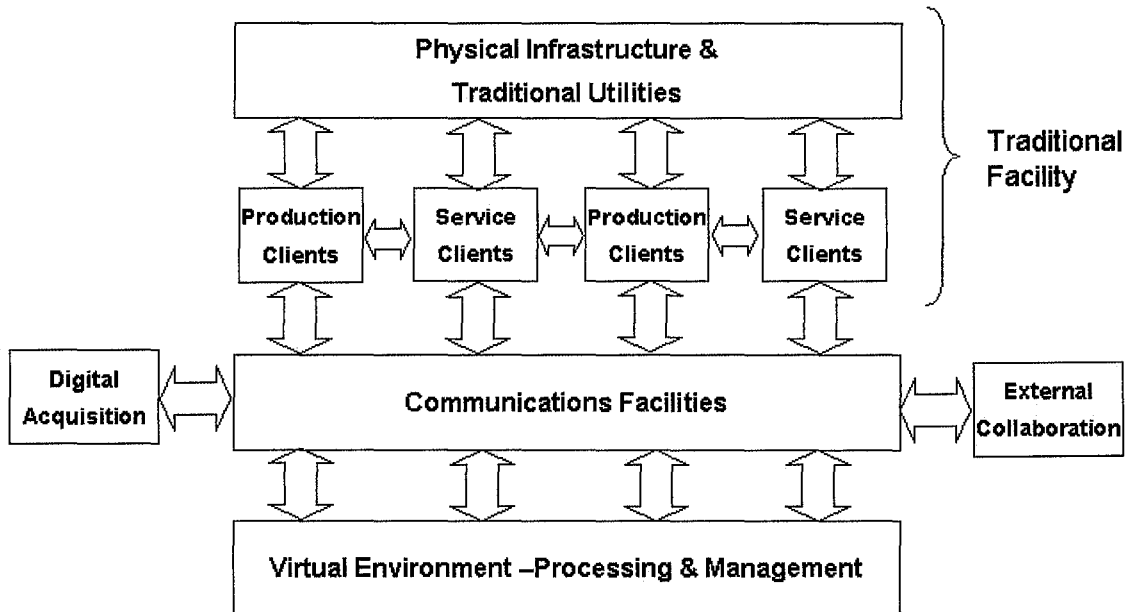 Physical Infrastructure &
Traditional Utilities
Traditional
Facility
Production
Clients
Service
Clients
Production
Clients
Service
Clients
Digital
Acquisition
Communications Facilities
External
Collaboration
Virtual Environment –Processing & Management